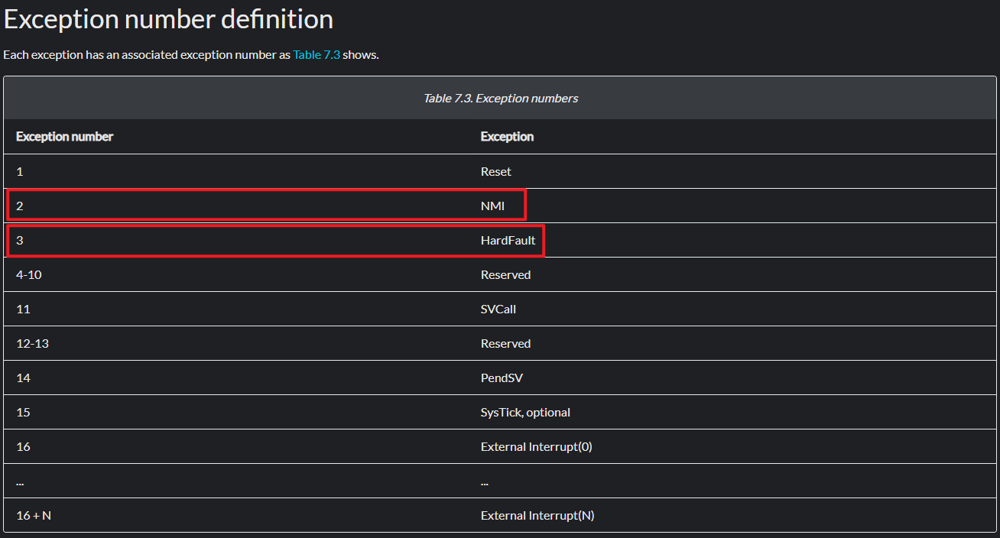 Exception number definition
Each exception has an associated exception number as Table 7.3 shows.
Table 7.3. Exception numbers
Exception number Exception
1 Reset
2 NMI
3 HardFault
4-10 Reserved
11 SVCall
12-13 Reserved
14 PendSV
15 SysTick, optional
16 External Interrupt(0)
... ...
16 + N External Interrupt(N)